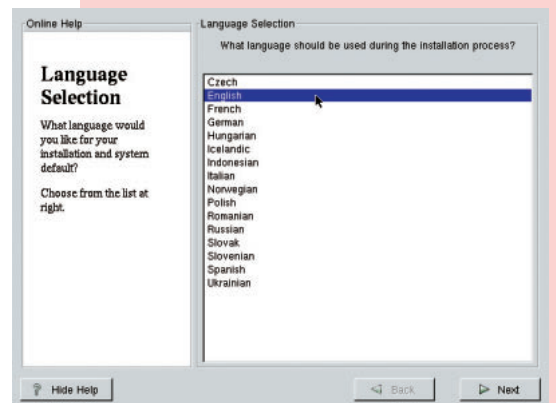 Online Help
Language
Selection
What language would
you like for your
installation and system
default?
Choose from the list at
right.
Language Selection
What language should be used during the installation process?
Czech
English
French
German
Hungarian
Icelandic
Indonesian
Italian
Norwegian
Polish
Romanian
Russian
Slovak
Slovenian
Spanish
Ukrainian
? Hide Help
Back
Next